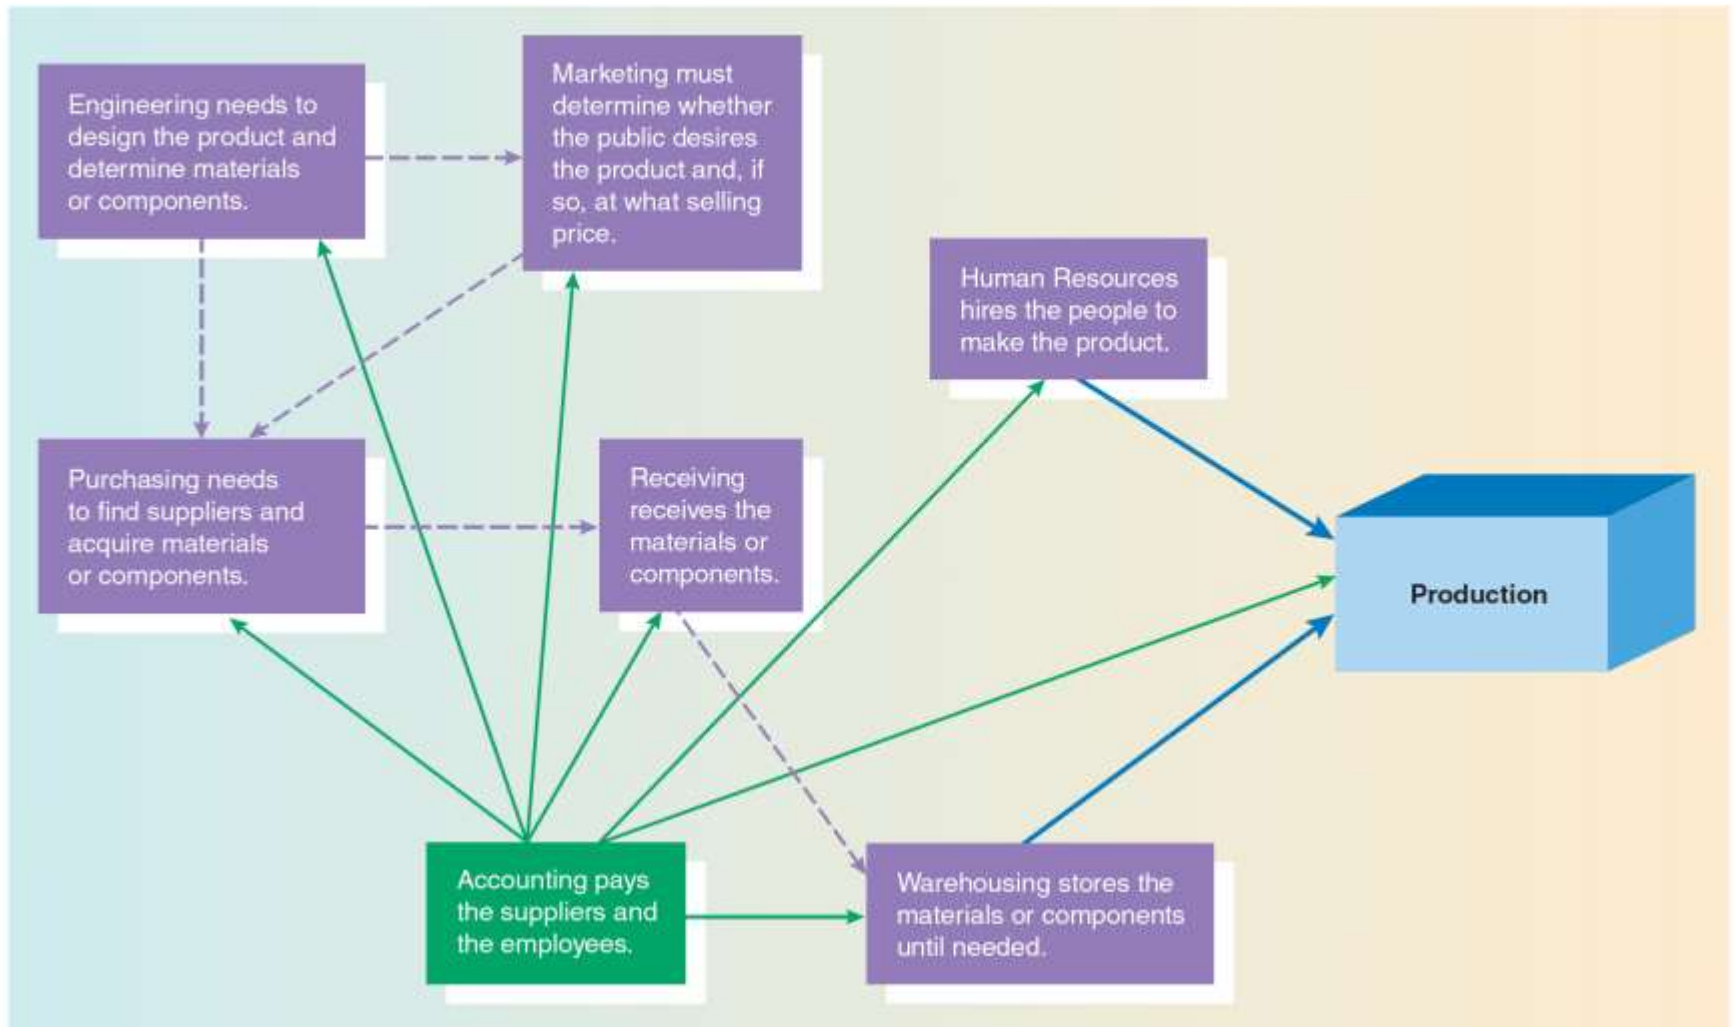 Engineering needs to
design the product and
determine materials
or components.
Marketing must
determine whether
the public desires
the product and, if
so, at what selling
price.
Human Resources
hires the people to
make the product.
Purchasing needs
to find suppliers and
acquire materials
or components.
Receiving
receives the
materials or
components.
Production
Accounting pays
the suppliers and
the employees.
Warehousing stores the
materials or components
until needed.